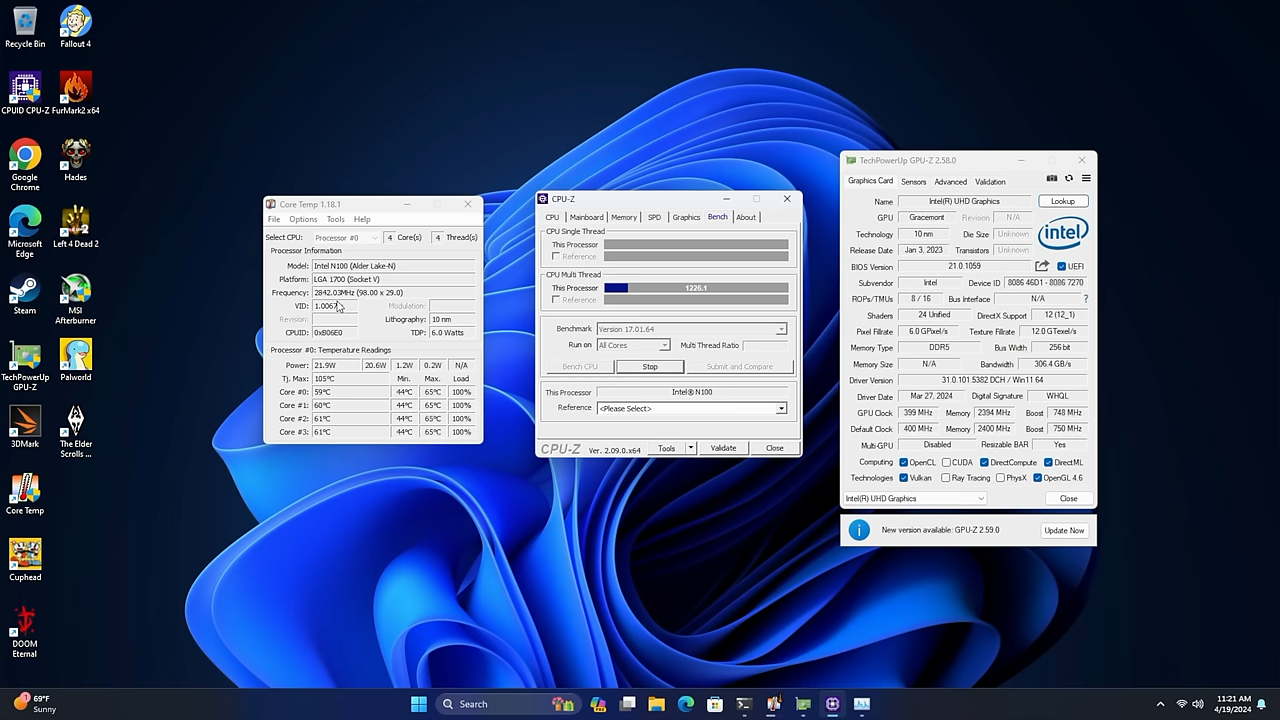 Recycle Bin
Fallout 4
CPUID CPU-Z
FurMark2 x64
Google
Chrome
Hades
Microsoft
Edge
Left 4 Dead 2
Steam
MSI
Afterburner
TechPowerUp
GPU-Z
Palworld
3DMark
The Elder
Scrolls ...
Core Temp
Cuphead
DOOM
Eternal
Core Temp 1.18.1
File Options Tools Help
Select CPU: Processor #0 4 Core(s) 4 Thread(s)
Processor Information
Model: Intel N100 (Alder Lake-N)
Platform: LGA 1700 (Socket V)
Frequency: 2842.03MHz (98.00 x 29.0)
VID: 1.0067 Modulation:
Revision: Lithography: 10 nm
CPUID: 0xB06E0 TDP: 6.0 Watts
Processor #0: Temperature Readings
Power: 21.9W 20.6W 1.2W 0.2W N/A
Tj. Max: 105°C Min. Max. Load
Core #0: 59°C 44°C 65°C 100%
Core #1: 60°C 44°C 65°C 100%
Core #2: 61°C 44°C 65°C 100%
Core #3: 61°C 44°C 65°C 100%
CPU-Z
CPU Mainboard Memory SPD Graphics Bench About
CPU Single Thread
This Processor
Reference
CPU Multi Thread
This Processor 1226.1
Reference
Benchmark Version 17.01.64
Run on All Cores Multi Thread Ratio
Bench CPU Stop Submit and Compare
This Processor Intel® N100
Reference <Please Select>
CPU-Z Ver. 2.09.0.x64 Tools Validate Close
TechPowerUp GPU-Z 2.58.0
Graphics Card Sensors Advanced Validation
Name Intel(R) UHD Graphics Lookup
GPU Gracemont Revision N/A
intel
Technology 10 nm Die Size Unknown
Release Date Jan 3, 2023 Transistors Unknown
BIOS Version 21.0.1059 UEFI
Subvendor Intel Device ID 8086 46D1 - 8086 7270
ROPs/TMUs 8 / 16 Bus Interface N/A ?
Shaders 24 Unified DirectX Support 12 (12_1)
Pixel Fillrate 6.0 GPixel/s Texture Fillrate 12.0 GTexel/s
Memory Type DDR5 Bus Width 256 bit
Memory Size N/A Bandwidth 306.4 GB/s
Driver Version 31.0.101.5382 DCH / Win11 64
Driver Date Mar 27, 2024 Digital Signature WHQL
GPU Clock 399 MHz Memory 2394 MHz Boost 748 MHz
Default Clock 400 MHz Memory 2400 MHz Boost 750 MHz
Multi-GPU Disabled Resizable BAR Yes
Computing OpenCL CUDA DirectCompute DirectML
Technologies Vulkan Ray Tracing PhysX OpenGL 4.6
Intel(R) UHD Graphics Close
New version available: GPU-Z 2.59.0 Update Now
1
69°F
Sunny
Search
11:21 AM
4/19/2024